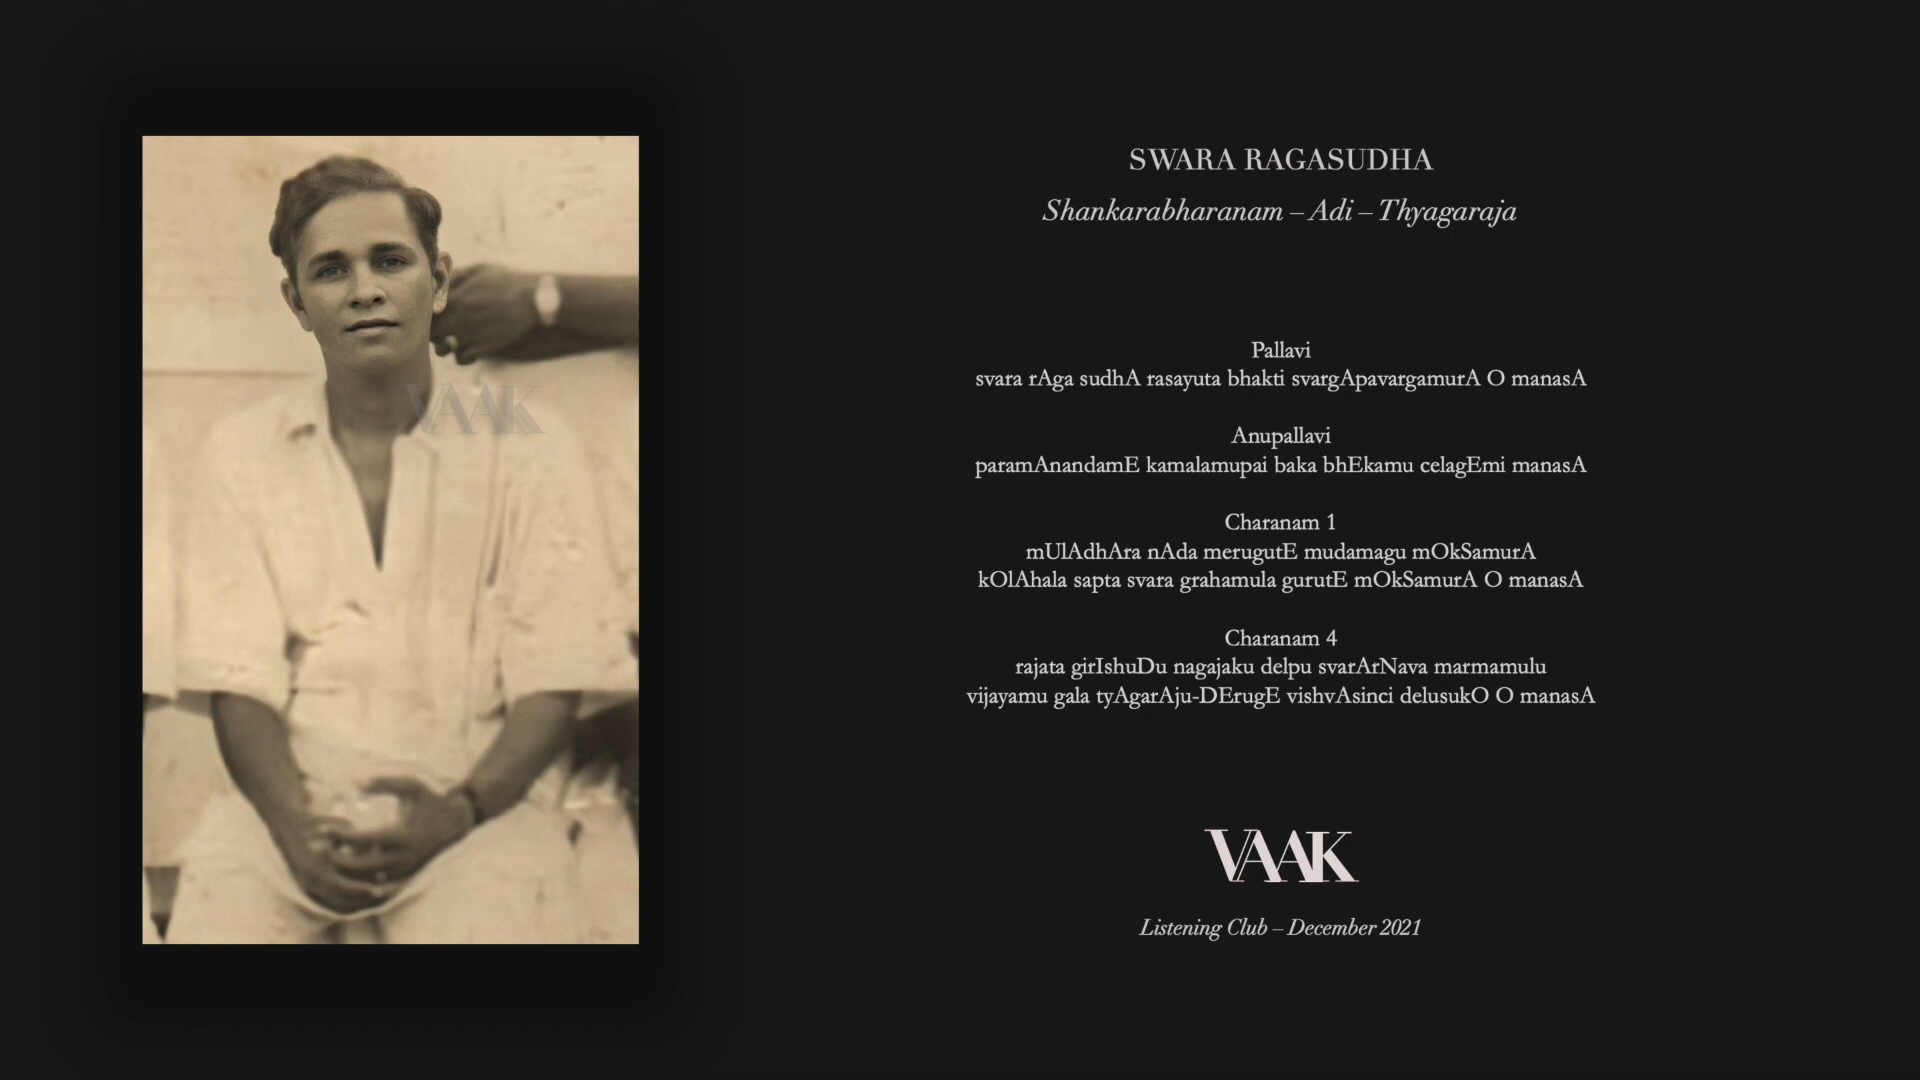 SWARA RAGASUDHA
Shankarabharanam – Adi – Thyagaraja
Pallavi
svara rAga sudhA rasayuta bhakti svargApavargamurA O manasA
Anupallavi
paramAnandamE kamalamupai baka bhEkamu celagEmi manasA
Charanam 1
mUlAdhAra nAda merugutE mudamagu mOkSamurA
kOlAhala sapta svara grahamula gurutE mOkSamurA O manasA
Charanam 4
rajata girIshuDu nagajaku delpu svarArNava marmamulu
vijayamu gala tyAgarAju-DErugE vishvAsinci delusukO O manasA
VAAK
Listening Club – December 2021
VAAK